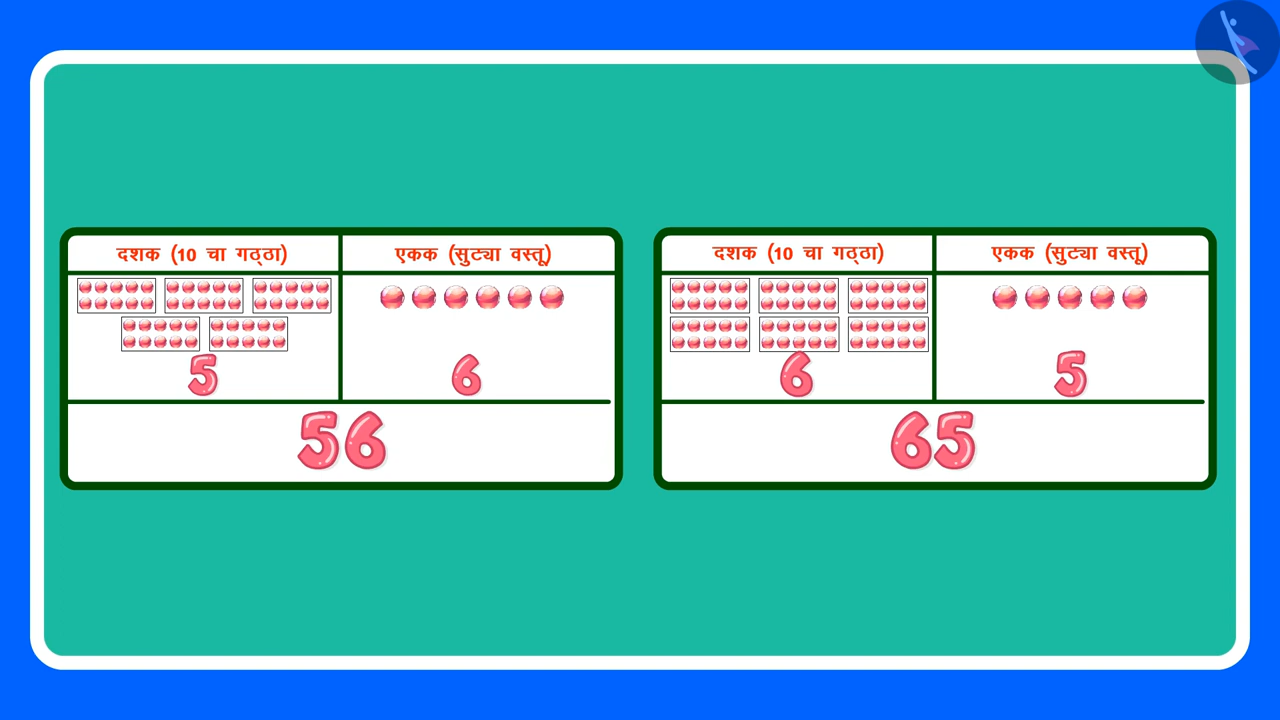 दशक (10 चा गठ्ठा) एकक (सुट्या वस्तू)
5 6
56
दशक (10 चा गठ्ठा) एकक (सुट्या वस्तू)
6 5
65